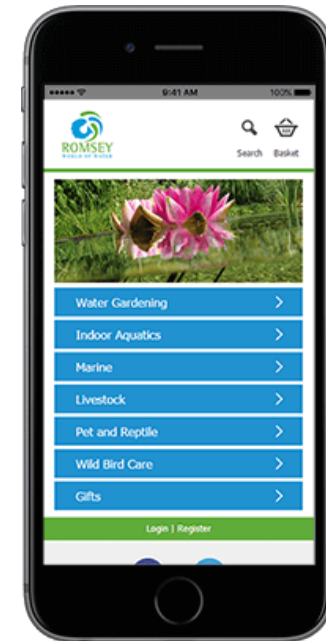 9:41 AM
100%
ROMSEY
WORLD OF WATER
Search
Basket
Water Gardening
Indoor Aquatics
Marine
Livestock
Pet and Reptile
Wild Bird Care
Gifts
Login | Register